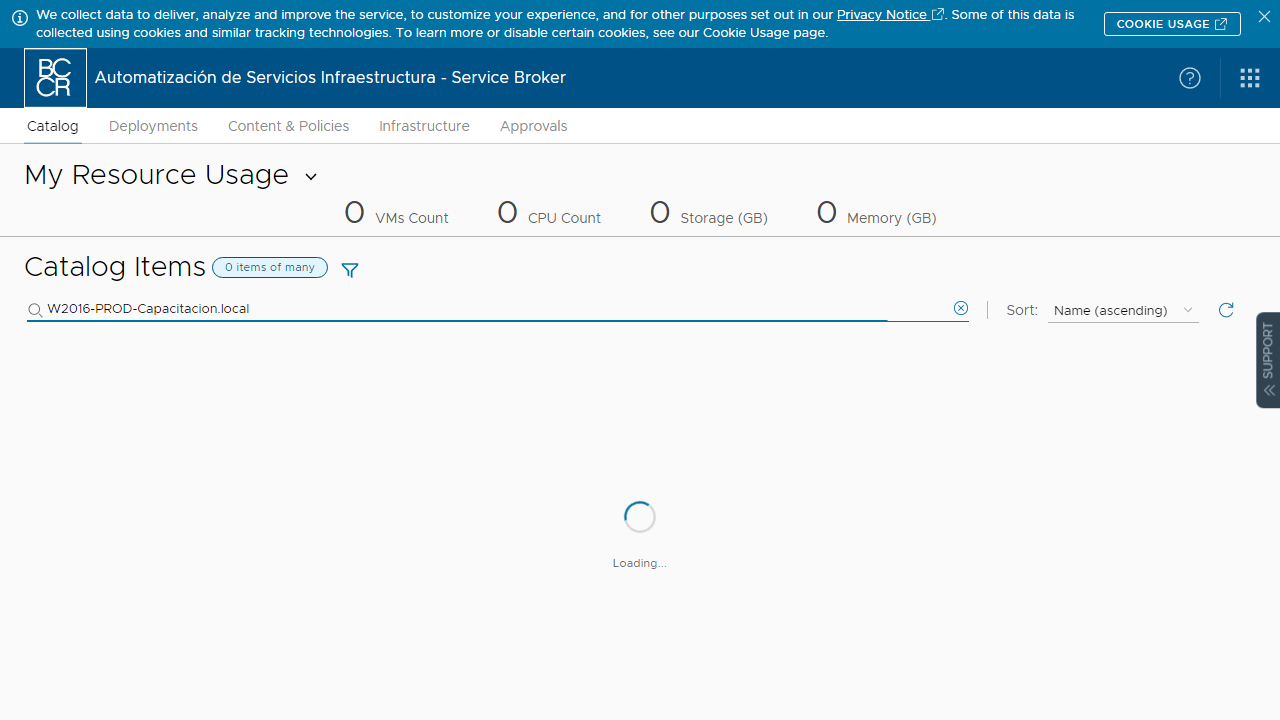 We collect data to deliver, analyze and improve the service, to customize your experience, and for other purposes set out in our Privacy Notice. Some of this data is
collected using cookies and similar tracking technologies. To learn more or disable certain cookies, see our Cookie Usage page.
COOKIE USAGE
BC
CR
Automatización de Servicios Infraestructura - Service Broker
Catalog Deployments Content & Policies Infrastructure Approvals
My Resource Usage
0 VMs Count 0 CPU Count 0 Storage (GB) 0 Memory (GB)
Catalog Items 0 items of many
W2016-PROD-Capacitacion.local Sort: Name (ascending)
SUPPORT
Loading...